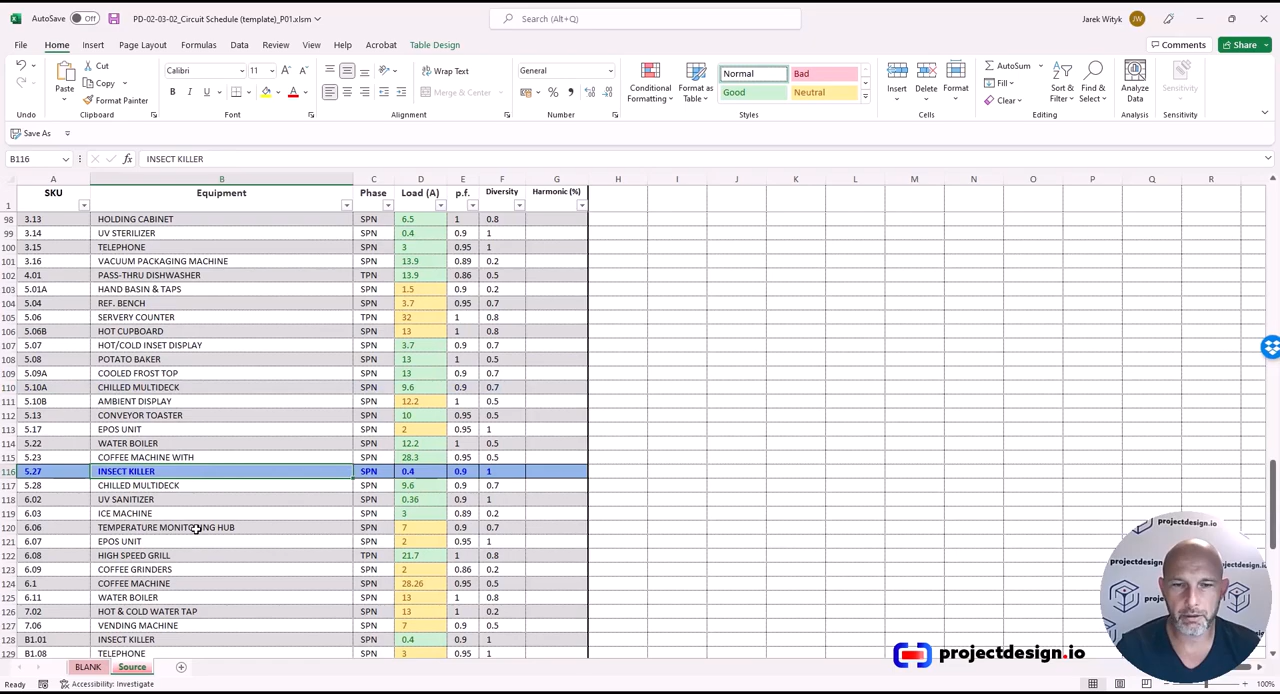 AutoSave Off PD-02-03-02_Circuit Schedule (template)_P01.xlsm Search (Alt+Q) Jarek Wityk JW
File Home Insert Page Layout Formulas Data Review View Help Acrobat Table Design Comments Share
Cut Calibri 11 Wrap Text General Normal Bad AutoSum
Paste Copy Conditional Formatting Format as Table Insert Delete Format Fill Sort & Filter Find & Select Analyze Data Sensitivity
Format Painter Merge & Center Good Neutral Clear
Undo Clipboard Font Alignment Number Styles Cells Editing Analysis Sensitivity
Save As
B116 INSECT KILLER
A B C D E F G H I J K L M N O P Q R
1 SKU Equipment Phase Load (A) p.f. Diversity Harmonic (%)
98 3.13 HOLDING CABINET SPN 6.5 1 0.8
99 3.14 UV STERILIZER SPN 0.4 0.9 1
100 3.15 TELEPHONE SPN 3 0.95 1
101 3.16 VACUUM PACKAGING MACHINE SPN 13.9 0.89 0.2
102 4.01 PASS-THRU DISHWASHER TPN 13.9 0.86 0.5
103 5.01A HAND BASIN & TAPS SPN 1.5 0.9 0.2
104 5.04 REF. BENCH SPN 3.7 0.95 0.7
105 5.06 SERVERY COUNTER TPN 32 1 0.8
106 5.06B HOT CUPBOARD SPN 13 1 0.8
107 5.07 HOT/COLD INSET DISPLAY SPN 3.7 0.9 0.7
108 5.08 POTATO BAKER SPN 13 1 0.5
109 5.09A COOLED FROST TOP SPN 13 0.9 0.7
110 5.10A CHILLED MULTIDECK SPN 9.6 0.9 0.7
111 5.10B AMBIENT DISPLAY SPN 12.2 1 0.5
112 5.13 CONVEYOR TOASTER SPN 10 0.95 0.5
113 5.17 EPOS UNIT SPN 2 0.95 1
114 5.22 WATER BOILER SPN 12.2 1 0.5
115 5.23 COFFEE MACHINE WITH SPN 28.3 0.95 0.5
116 5.27 INSECT KILLER SPN 0.4 0.9 1
117 5.28 CHILLED MULTIDECK SPN 9.6 0.9 0.7
118 6.02 UV SANITIZER SPN 0.36 0.9 1
119 6.03 ICE MACHINE SPN 3 0.89 0.2
120 6.06 TEMPERATURE MONITORING HUB SPN 7 0.9 0.7
121 6.07 EPOS UNIT SPN 2 0.95 1
122 6.08 HIGH SPEED GRILL TPN 21.7 1 0.8
123 6.09 COFFEE GRINDERS SPN 2 0.86 0.2
124 6.1 COFFEE MACHINE SPN 28.26 0.95 0.5
125 6.11 WATER BOILER SPN 13 1 0.8
126 7.02 HOT & COLD WATER TAP SPN 13 1 0.2
127 7.06 VENDING MACHINE SPN 7 0.9 0.5
128 B1.01 INSECT KILLER SPN 0.4 0.9 1
129 B1.08 TELEPHONE SPN 3 0.95 1
projectdesign.io
BLANK Source
Ready Accessibility: Investigate 100%